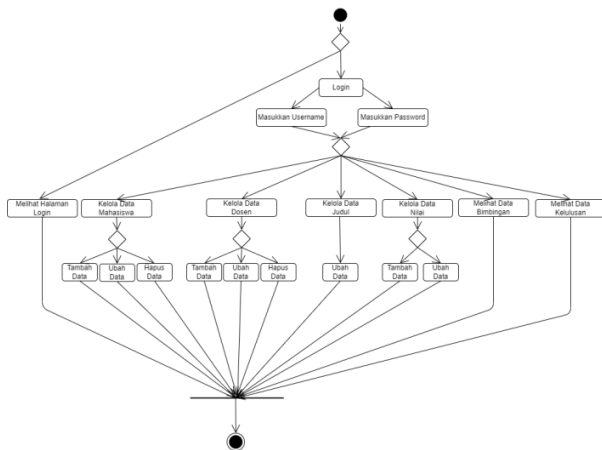 Login
Masukkan Username
Masukkan Password
Melihat Halaman
Login
Kelola Data
Mahasiswa
Kelola Data
Dosen
Kelola Data
Judul
Kelola Data
Nilai
Melihat Data
Bimbingan
Melihat Data
Kelulusan
Tambah
Data
Ubah
Data
Hapus
Data
Tambah
Data
Ubah
Data
Hapus
Data
Ubah
Data
Tambah
Data
Ubah
Data